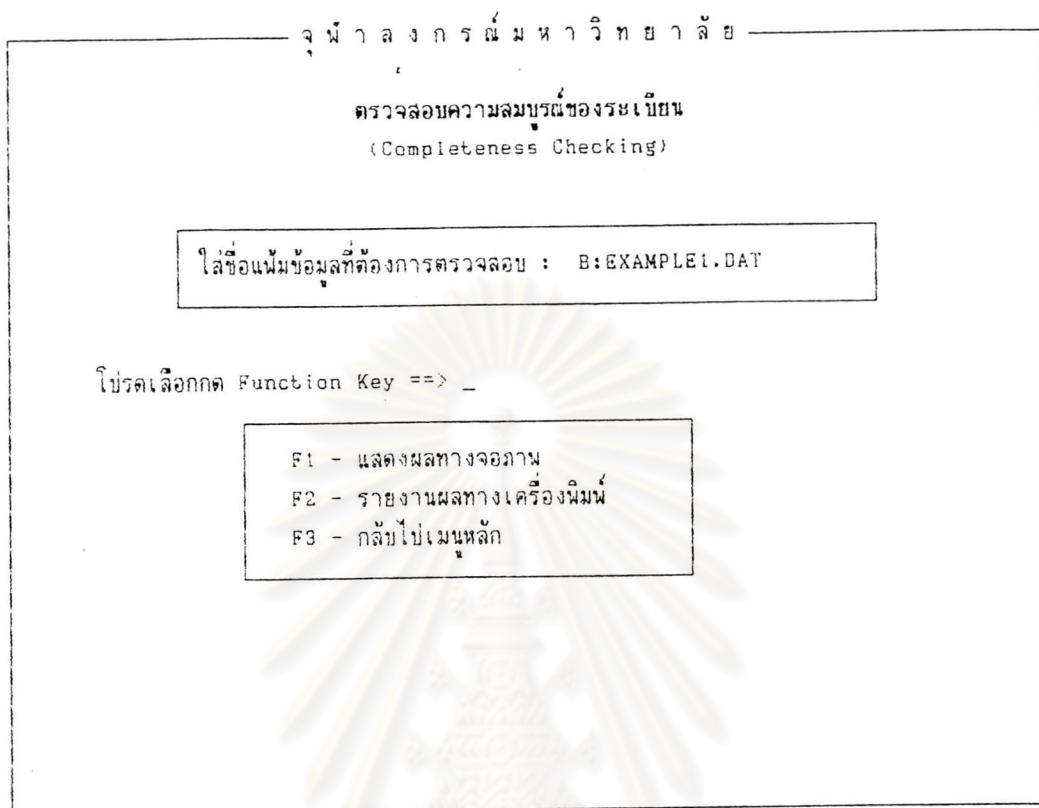 จุฬาลงกรณ์มหาวิทยาลัย
ตรวจสอบความสมบูรณ์ของระเบียน
(Completeness Checking)
ใส่ชื่อแฟ้มข้อมูลที่ต้องการตรวจสอบ : B:EXAMPLE1.DAT
โปรดเลือกกด Function Key ==> _
F1 - แสดงผลทางจอภาพ
F2 - รายงานผลทางเครื่องพิมพ์
F3 - กลับไปเมนูหลัก